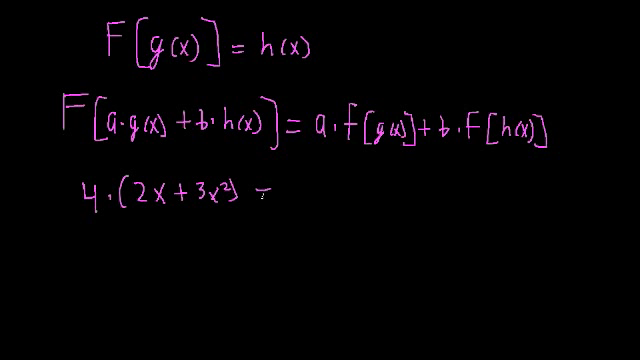 F[g(x)] = h(x)
F[a·g(x) + b·h(x)] = a·f[g(x)] + b·F[h(x)]
4·(2x + 3x²) =